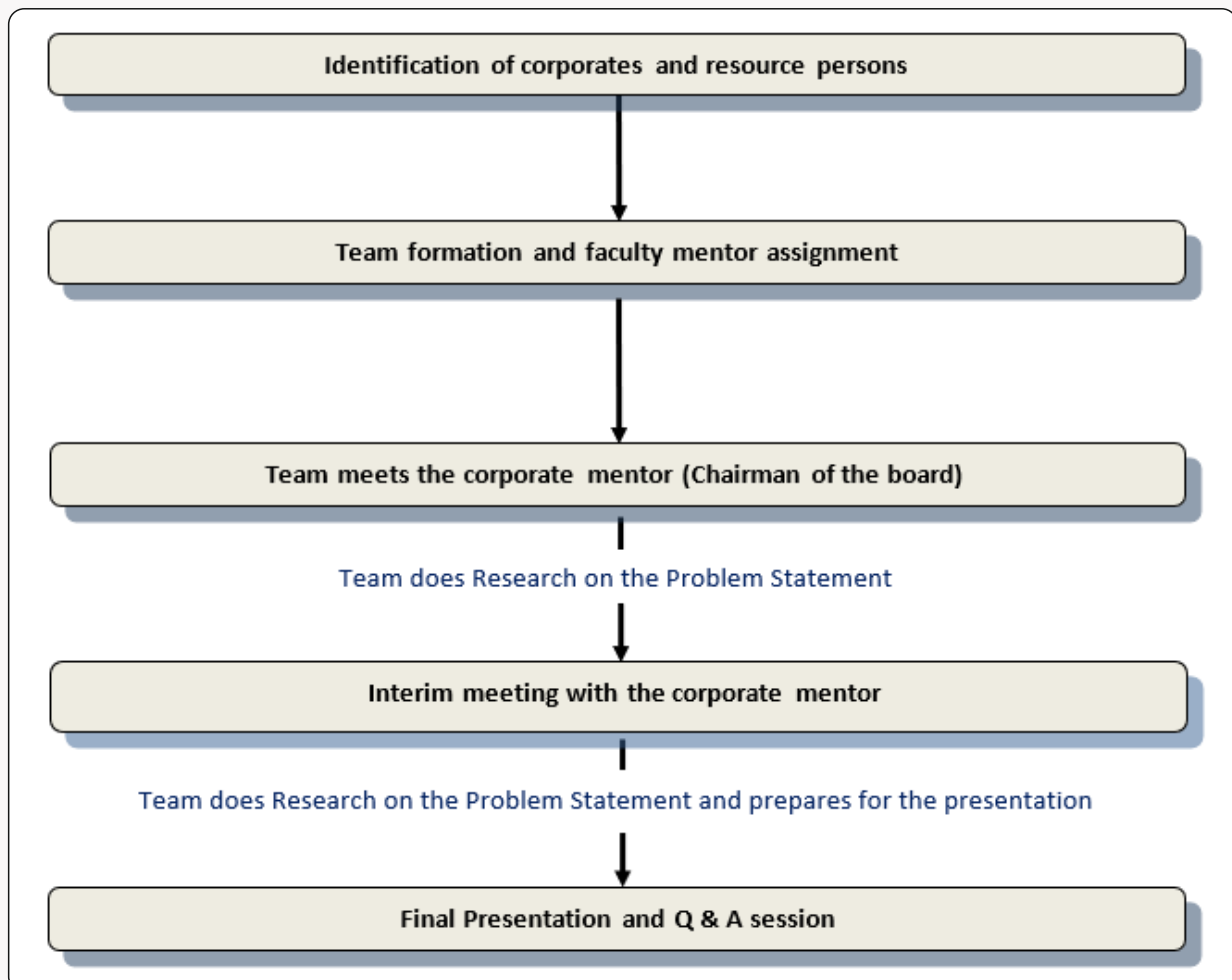 Identification of corporates and resource persons
Team formation and faculty mentor assignment
Team meets the corporate mentor (Chairman of the board)
Team does Research on the Problem Statement
Interim meeting with the corporate mentor
Team does Research on the Problem Statement and prepares for the presentation
Final Presentation and Q & A session